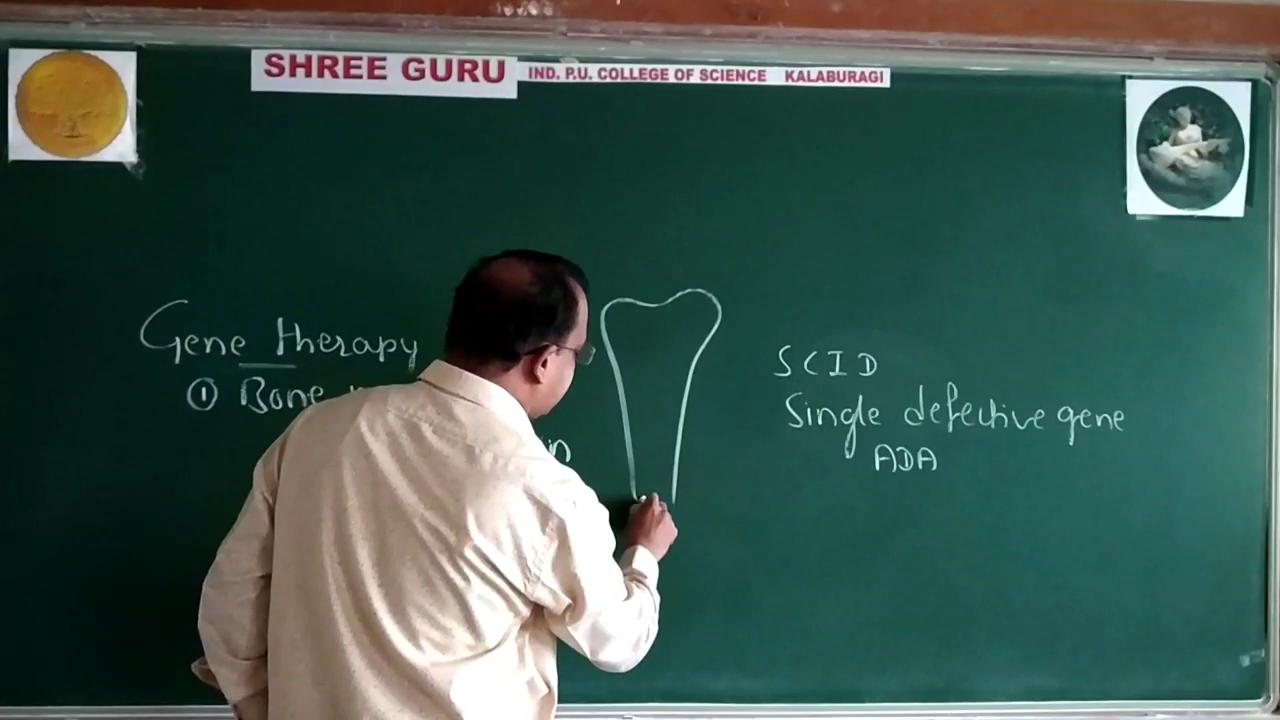 SHREE GURU IND. P.U. COLLEGE OF SCIENCE KALABURAGI
Gene therapy
① Bone
SCID
Single defective gene
ADA